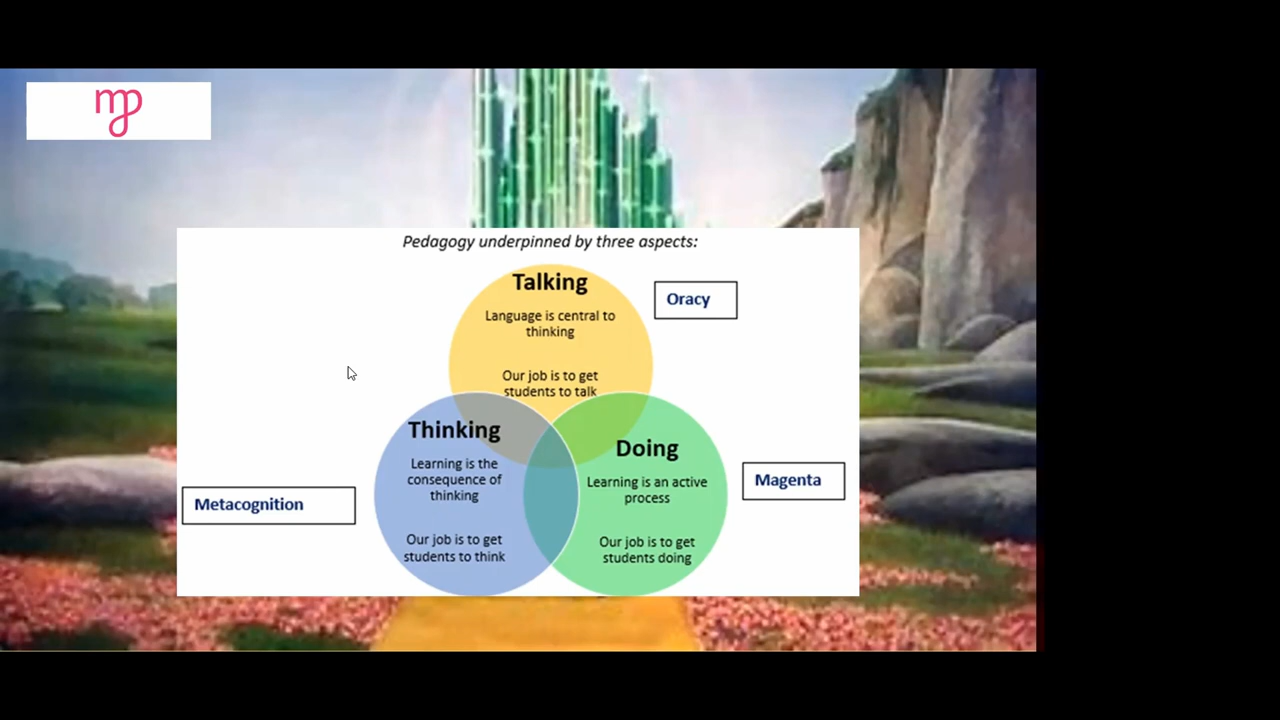 mp
Pedagogy underpinned by three aspects:
Talking
Language is central to
thinking
Our job is to get
students to talk
Oracy
Thinking
Learning is the
consequence of
thinking
Our job is to get
students to think
Metacognition
Doing
Learning is an active
process
Our job is to get
students doing
Magenta